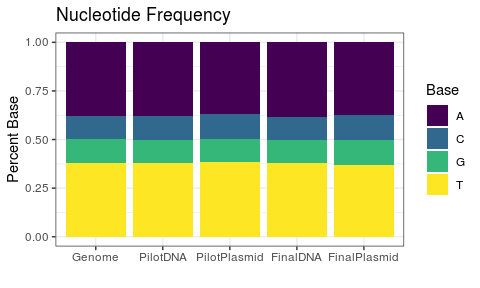 Nucleotide Frequency
Percent Base
1.00
0.75
0.50
0.25
0.00
Genome PilotDNA PilotPlasmid FinalDNA FinalPlasmid
Base
A
C
G
T